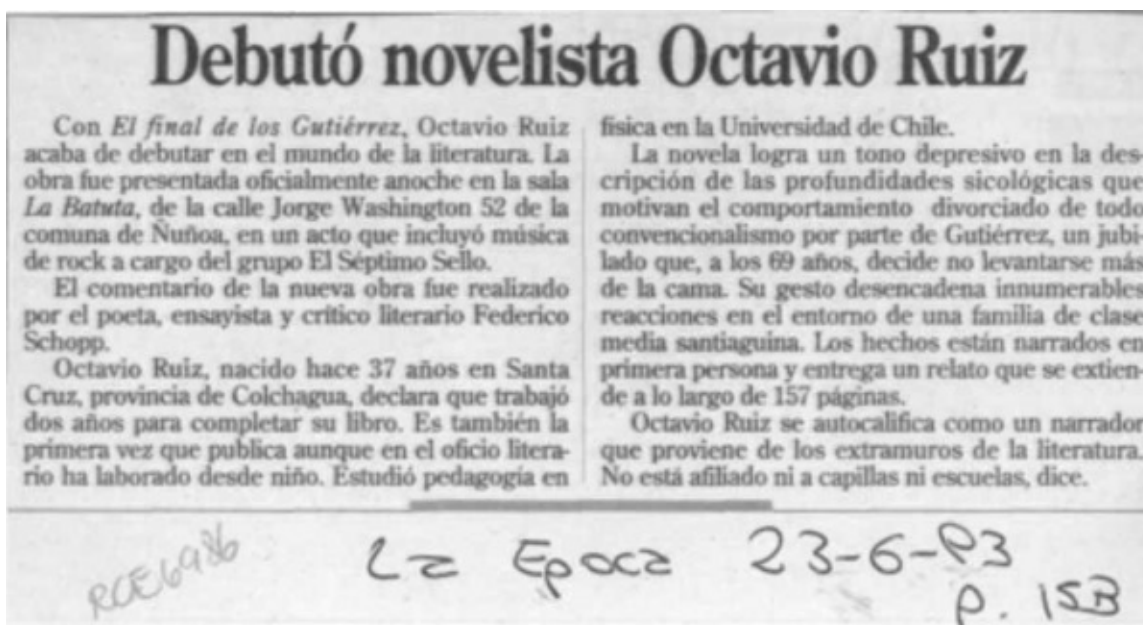 Debutó novelista Octavio Ruiz
Con El final de los Gutiérrez, Octavio Ruiz
acaba de debutar en el mundo de la literatura. La
obra fue presentada oficialmente anoche en la sala
La Batuta, de la calle Jorge Washington 52 de la
comuna de Ñuñoa, en un acto que incluyó música
de rock a cargo del grupo El Séptimo Sello.
El comentario de la nueva obra fue realizado
por el poeta, ensayista y crítico literario Federico
Schopp.
Octavio Ruiz, nacido hace 37 años en Santa
Cruz, provincia de Colchagua, declara que trabajó
dos años para completar su libro. Es también la
primera vez que publica aunque en el oficio litera-
rio ha laborado desde niño. Estudió pedagogía en
física en la Universidad de Chile.
La novela logra un tono depresivo en la des-
cripción de las profundidades sicológicas que
motivan el comportamiento divorciado de todo
convencionalismo por parte de Gutiérrez, un jubi-
lado que, a los 69 años, decide no levantarse más
de la cama. Su gesto desencadena innumerables
reacciones en el entorno de una familia de clase
media santiaguina. Los hechos están narrados en
primera persona y entrega un relato que se extien-
de a lo largo de 157 páginas.
Octavio Ruiz se autocalifica como un narrador
que proviene de los extramuros de la literatura.
No está afiliado ni a capillas ni escuelas, dice.
La Epoca 23-6-93
p. 15B